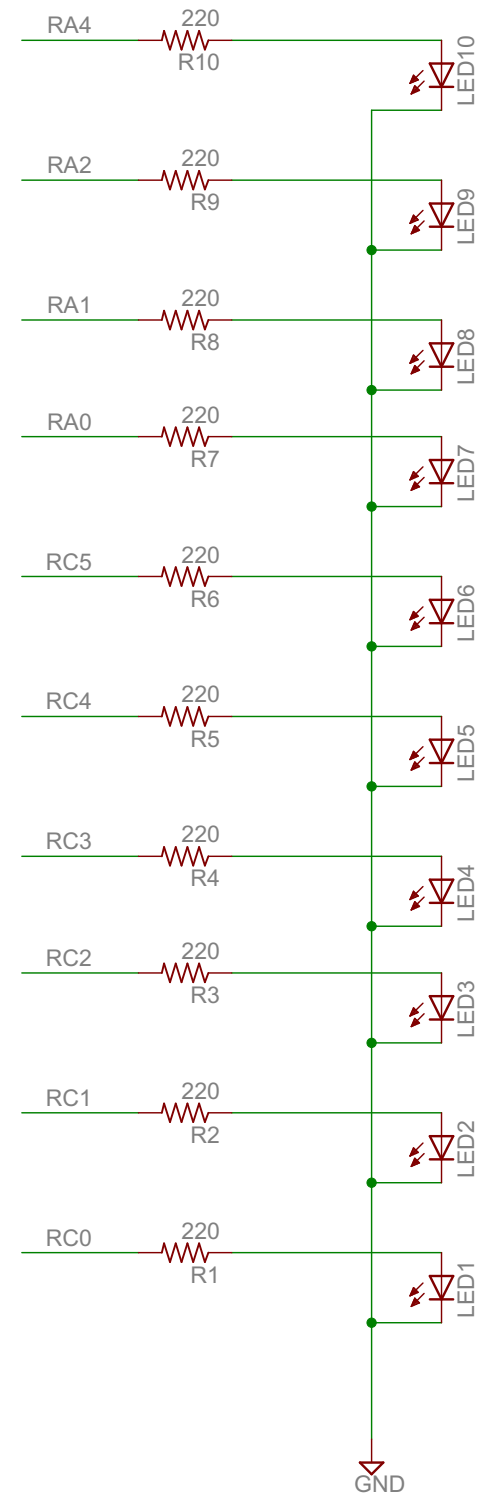 RA4
220
R10
LED10
RA2
220
R9
LED9
RA1
220
R8
LED8
RA0
220
R7
LED7
RC5
220
R6
LED6
RC4
220
R5
LED5
RC3
220
R4
LED4
RC2
220
R3
LED3
RC1
220
R2
LED2
RC0
220
R1
LED1
GND